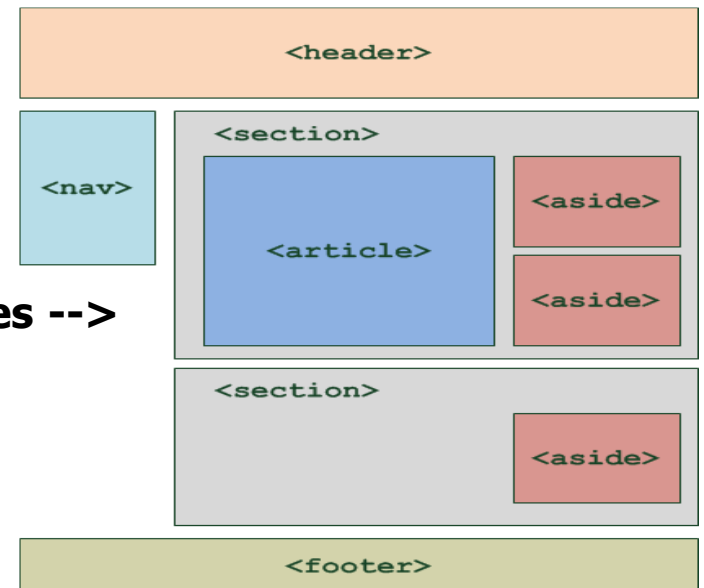 <header>
<nav>
<section>
<article>
<aside>
<aside>
es -->
<section>
<aside>
<footer>